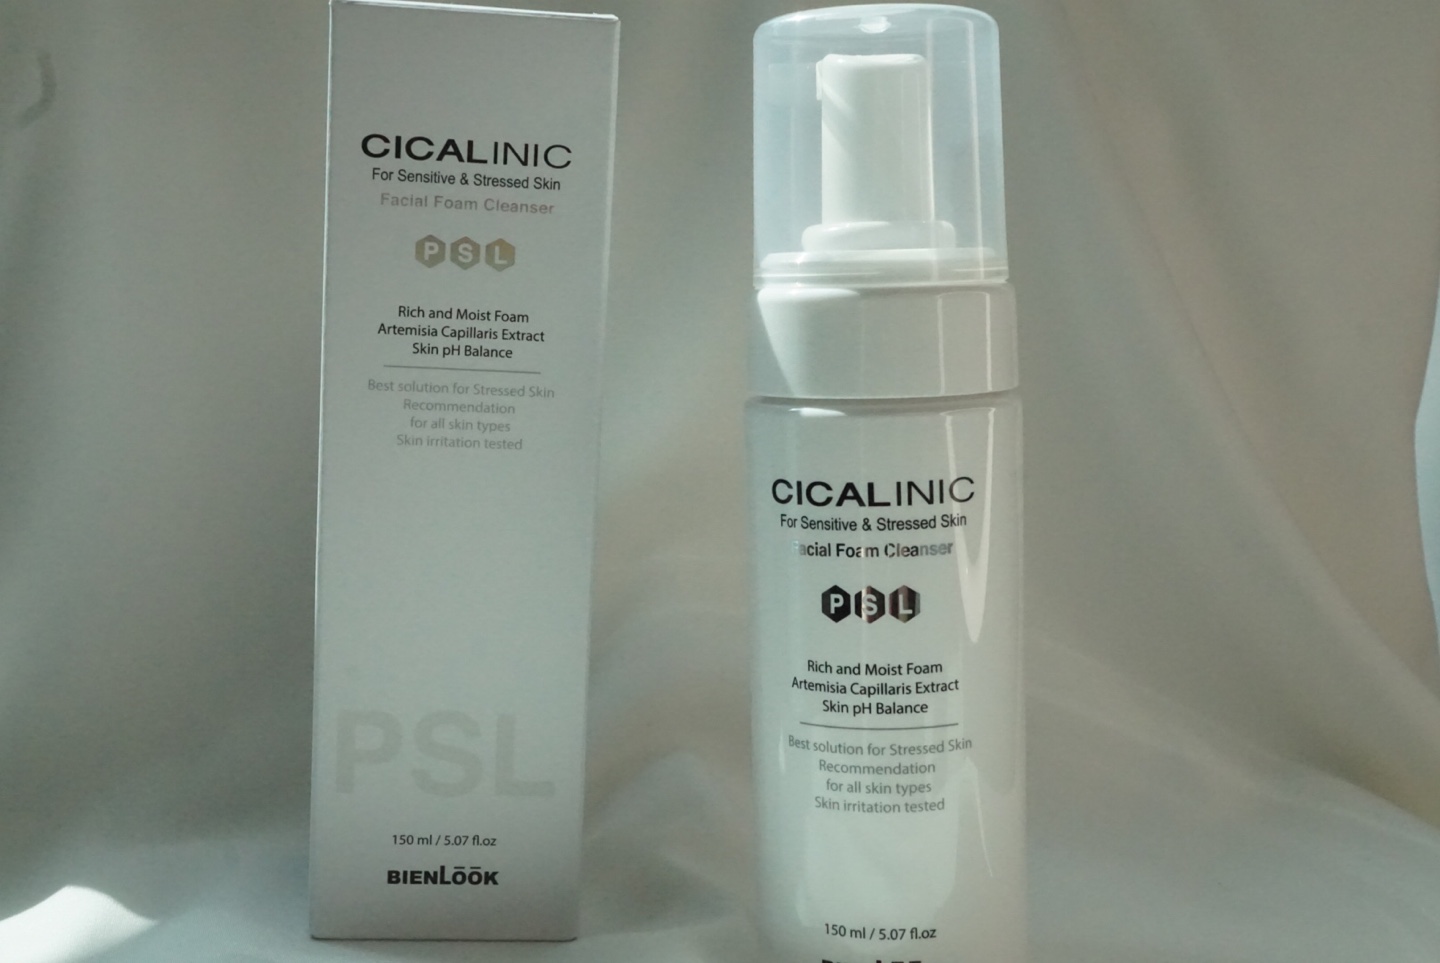 CICALINIC
For Sensitive & Stressed Skin
Facial Foam Cleanser
PSL
Rich and Moist Foam
Artemisia Capillaris Extract
Skin pH Balance
Best solution for Stressed Skin
Recommendation
for all skin types
Skin irritation tested
PSL
150 ml / 5.07 fl.oz
BIENLŌŌK
CICALINIC
For Sensitive & Stressed Skin
Facial Foam Cleanser
PSL
Rich and Moist Foam
Artemisia Capillaris Extract
Skin pH Balance
Best solution for Stressed Skin
Recommendation
for all skin types
Skin irritation tested
150 ml / 5.07 fl.oz